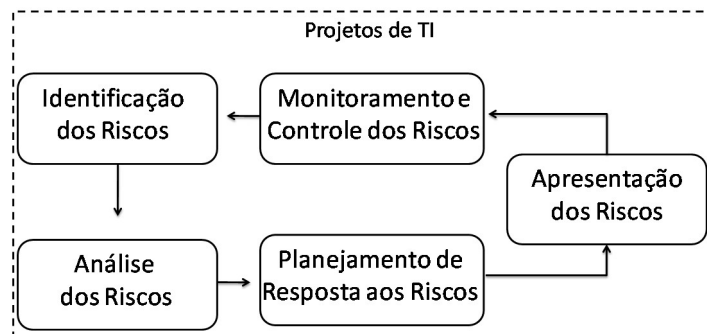 Projetos de TI
Identificação
dos Riscos
Monitoramento e
Controle dos Riscos
Apresentação
dos Riscos
Análise
dos Riscos
Planejamento de
Resposta aos Riscos